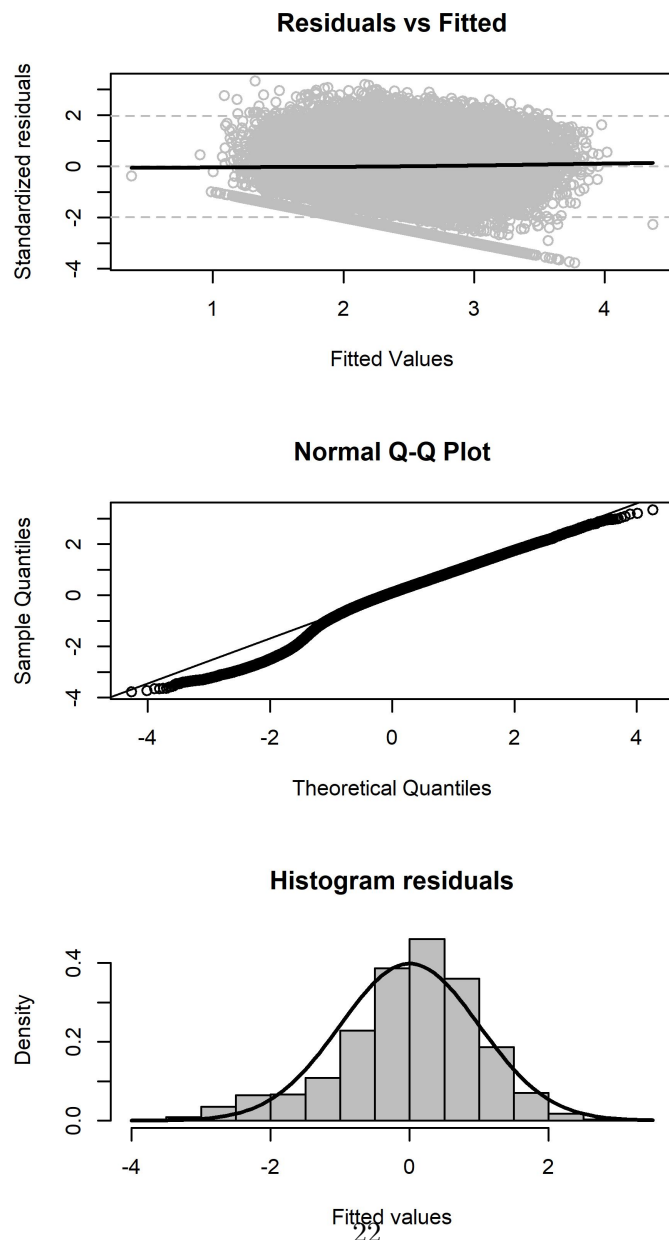 Residuals vs Fitted
Standardized residuals
2
0
-2
-4
1 2 3 4
Fitted Values
Normal Q-Q Plot
Sample Quantiles
2
0
-2
-4
-4 -2 0 2 4
Theoretical Quantiles
Histogram residuals
Density
0.4
0.2
0.0
-4 -2 0 2
Fitted values
22